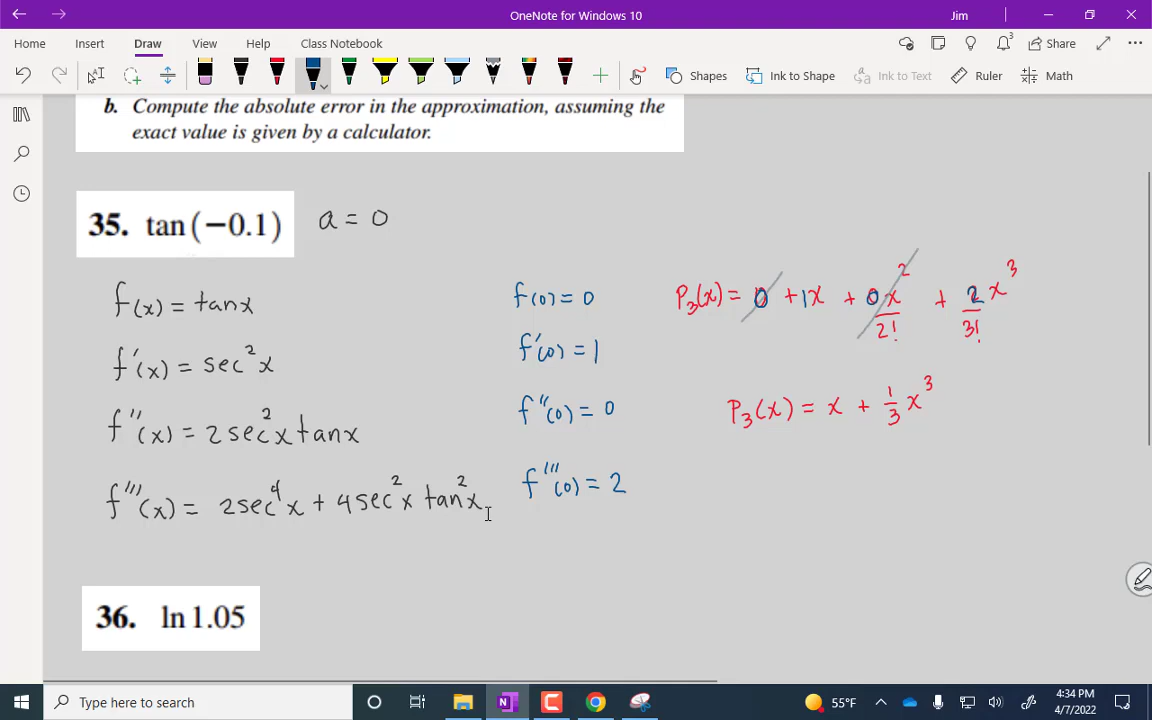 OneNote for Windows 10
Jim
Home Insert Draw View Help Class Notebook Share
Shapes Ink to Shape Ink to Text Ruler Math
b. Compute the absolute error in the approximation, assuming the
exact value is given by a calculator.
35. tan(−0.1) a = 0
f(x) = tanx
f'(x) = sec²x
f''(x) = 2sec²x tanx
f'''(x) = 2sec⁴x + 4sec²x tan²x
f(0) = 0
f'(0) = 1
f''(0) = 0
f'''(0) = 2
P₃(x) = 0 + 1x + 0x²/2! + 2/3! x³
P₃(x) = x + 1/3 x³
36. ln 1.05
Type here to search
55°F
4:34 PM
4/7/2022